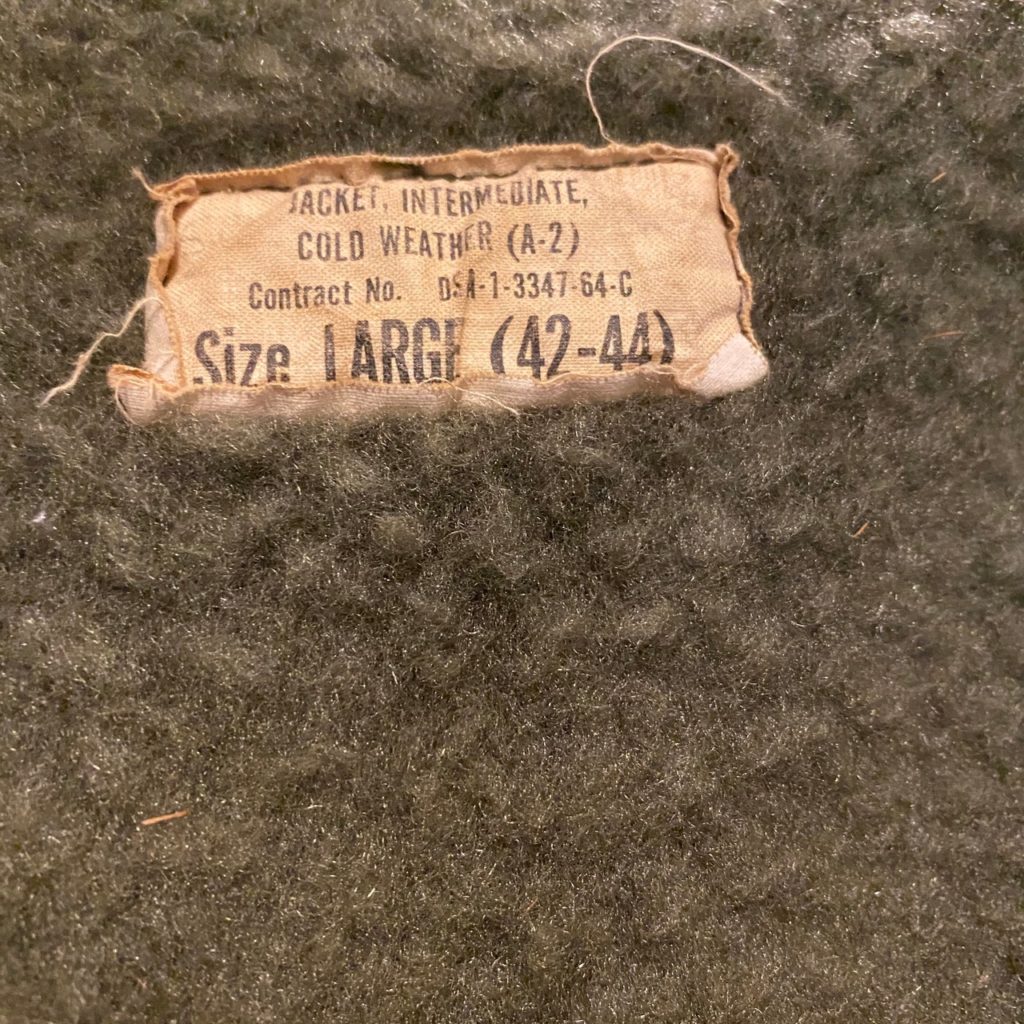 JACKET, INTERMEDIATE,
COLD WEATHER (A-2)
Contract No. DSA-1-3347-64-C
Size LARGE (42-44)